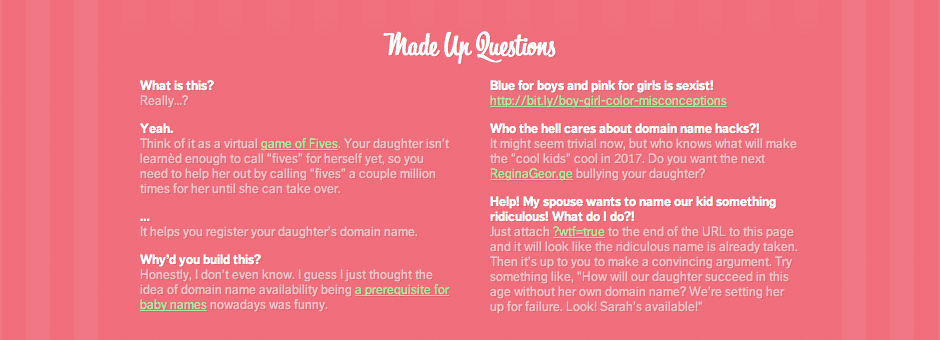 Made Up Questions
What is this?
Really...?
Yeah.
Think of it as a virtual game of Fives. Your daughter isn't
learnèd enough to call "fives" for herself yet, so you
need to help her out by calling "fives" a couple million
times for her until she can take over.
...
It helps you register your daughter's domain name.
Why'd you build this?
Honestly, I don't even know. I guess I just thought the
idea of domain name availability being a prerequisite for
baby names nowadays was funny.
Blue for boys and pink for girls is sexist!
http://bit.ly/boy-girl-color-misconceptions
Who the hell cares about domain name hacks?!
It might seem trivial now, but who knows what will make
the "cool kids" cool in 2017. Do you want the next
ReginaGeor.ge bullying your daughter?
Help! My spouse wants to name our kid something
ridiculous! What do I do?!
Just attach ?wtf=true to the end of the URL to this page
and it will look like the ridiculous name is already taken.
Then it's up to you to make a convincing argument. Try
something like, "How will our daughter succeed in this
age without her own domain name? We're setting her
up for failure. Look! Sarah's available!"